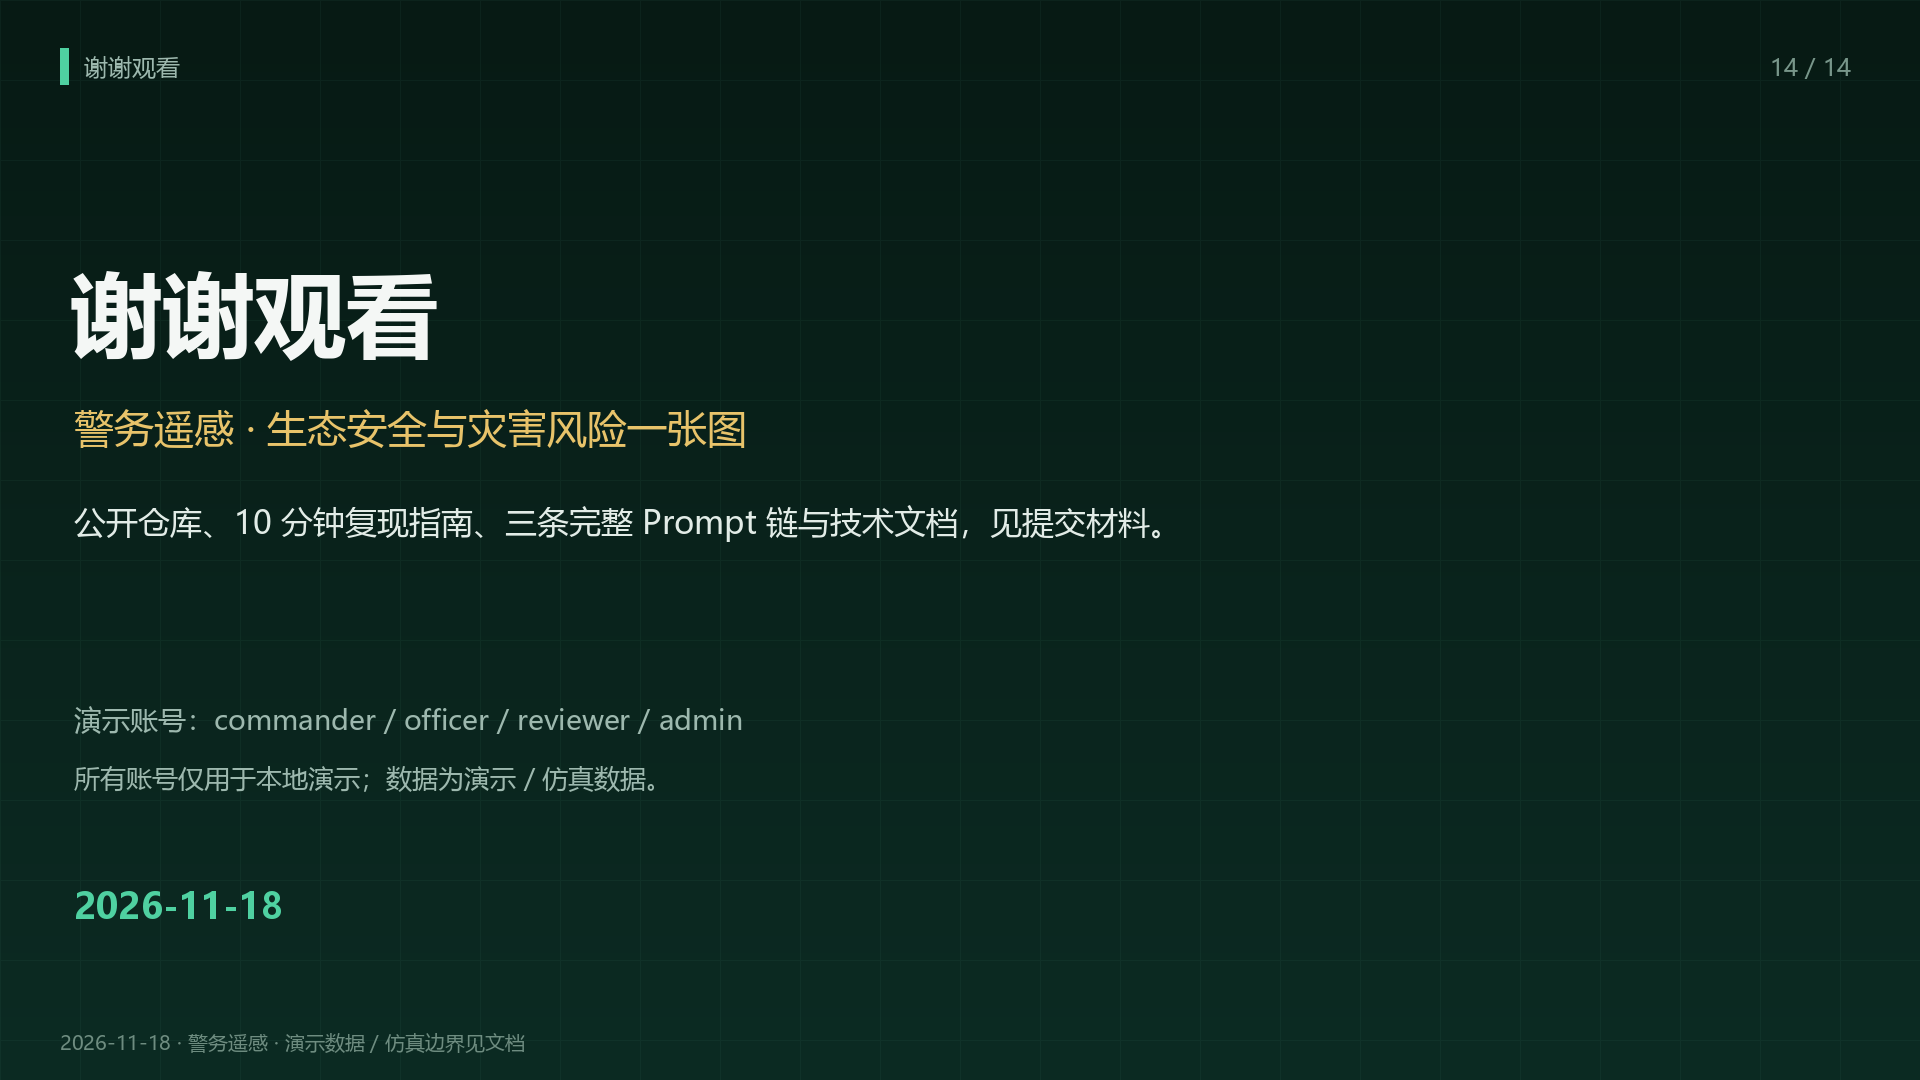 谢谢观看
14 / 14
谢谢观看
警务遥感 · 生态安全与灾害风险一张图
公开仓库、10 分钟复现指南、三条完整 Prompt 链与技术文档，见提交材料。
演示账号：commander / officer / reviewer / admin
所有账号仅用于本地演示；数据为演示 / 仿真数据。
2026-11-18
2026-11-18 · 警务遥感 · 演示数据 / 仿真边界见文档